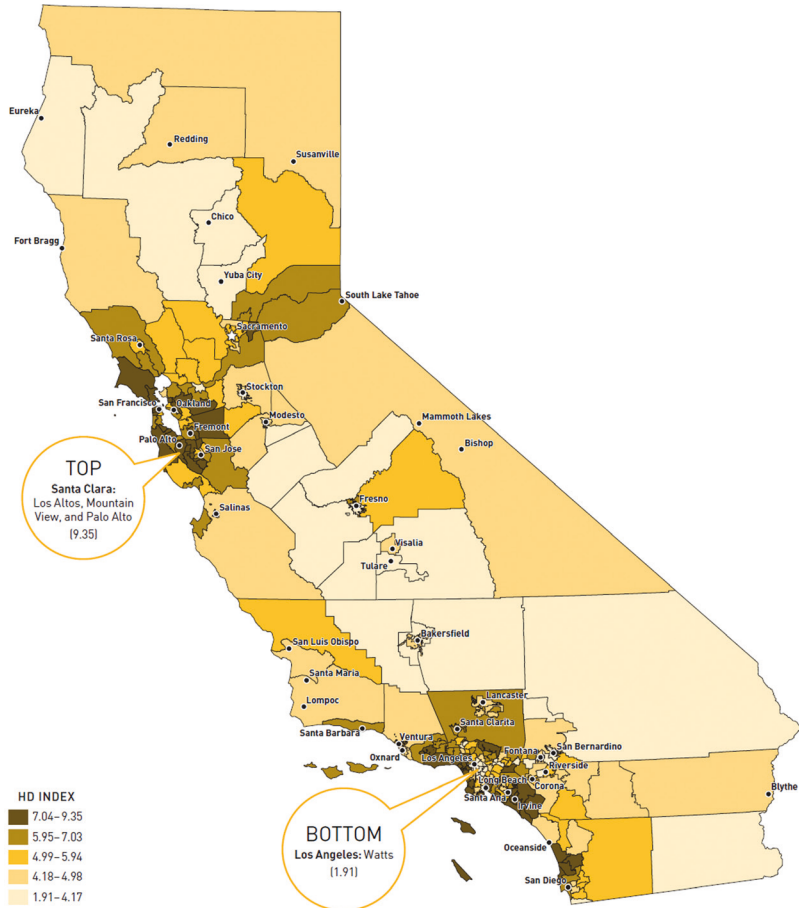 Eureka
Redding
Susanville
Chico
Fort Bragg
Yuba City
South Lake Tahoe
Sacramento
Santa Rosa
Stockton
San Francisco
Oakland
Modesto
Mammoth Lakes
Fremont
Palo Alto
Bishop
San Jose
TOP
Santa Clara:
Los Altos, Mountain
View, and Palo Alto
(9.35)
Fresno
Salinas
Visalia
Tulare
Bakersfield
San Luis Obispo
Santa Maria
Lancaster
Lompoc
Santa Clarita
Santa Barbara
Ventura
San Bernardino
Fontana
Oxnard
Los Angeles
Riverside
Long Beach
Corona
Blythe
Santa Ana
Irvine
HD INDEX
7.04–9.35
5.95–7.03
4.99–5.94
4.18–4.98
1.91–4.17
BOTTOM
Los Angeles: Watts
(1.91)
Oceanside
San Diego